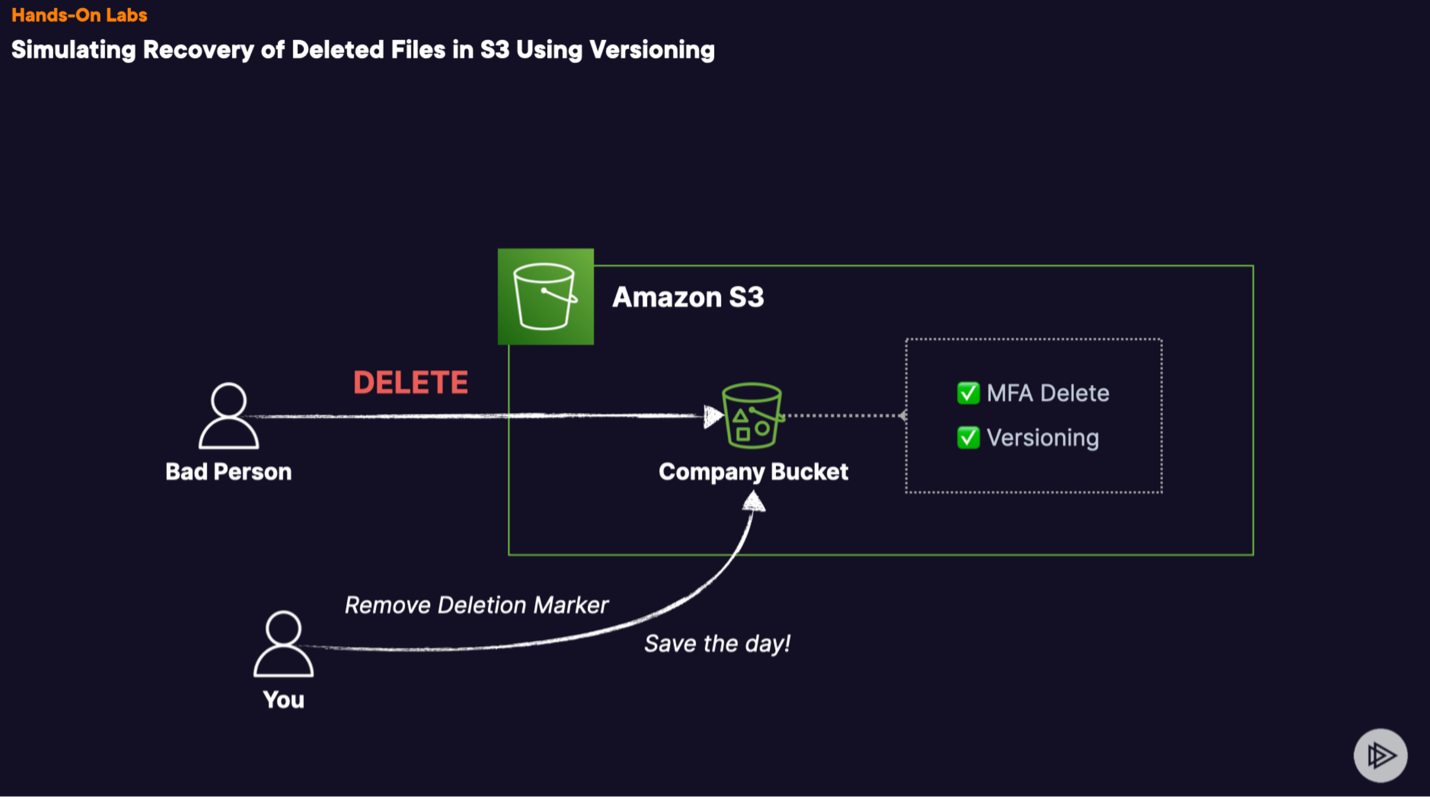 Hands-On Labs
Simulating Recovery of Deleted Files in S3 Using Versioning
Amazon S3
DELETE
✅ MFA Delete
✅ Versioning
Bad Person
Company Bucket
Remove Deletion Marker
Save the day!
You